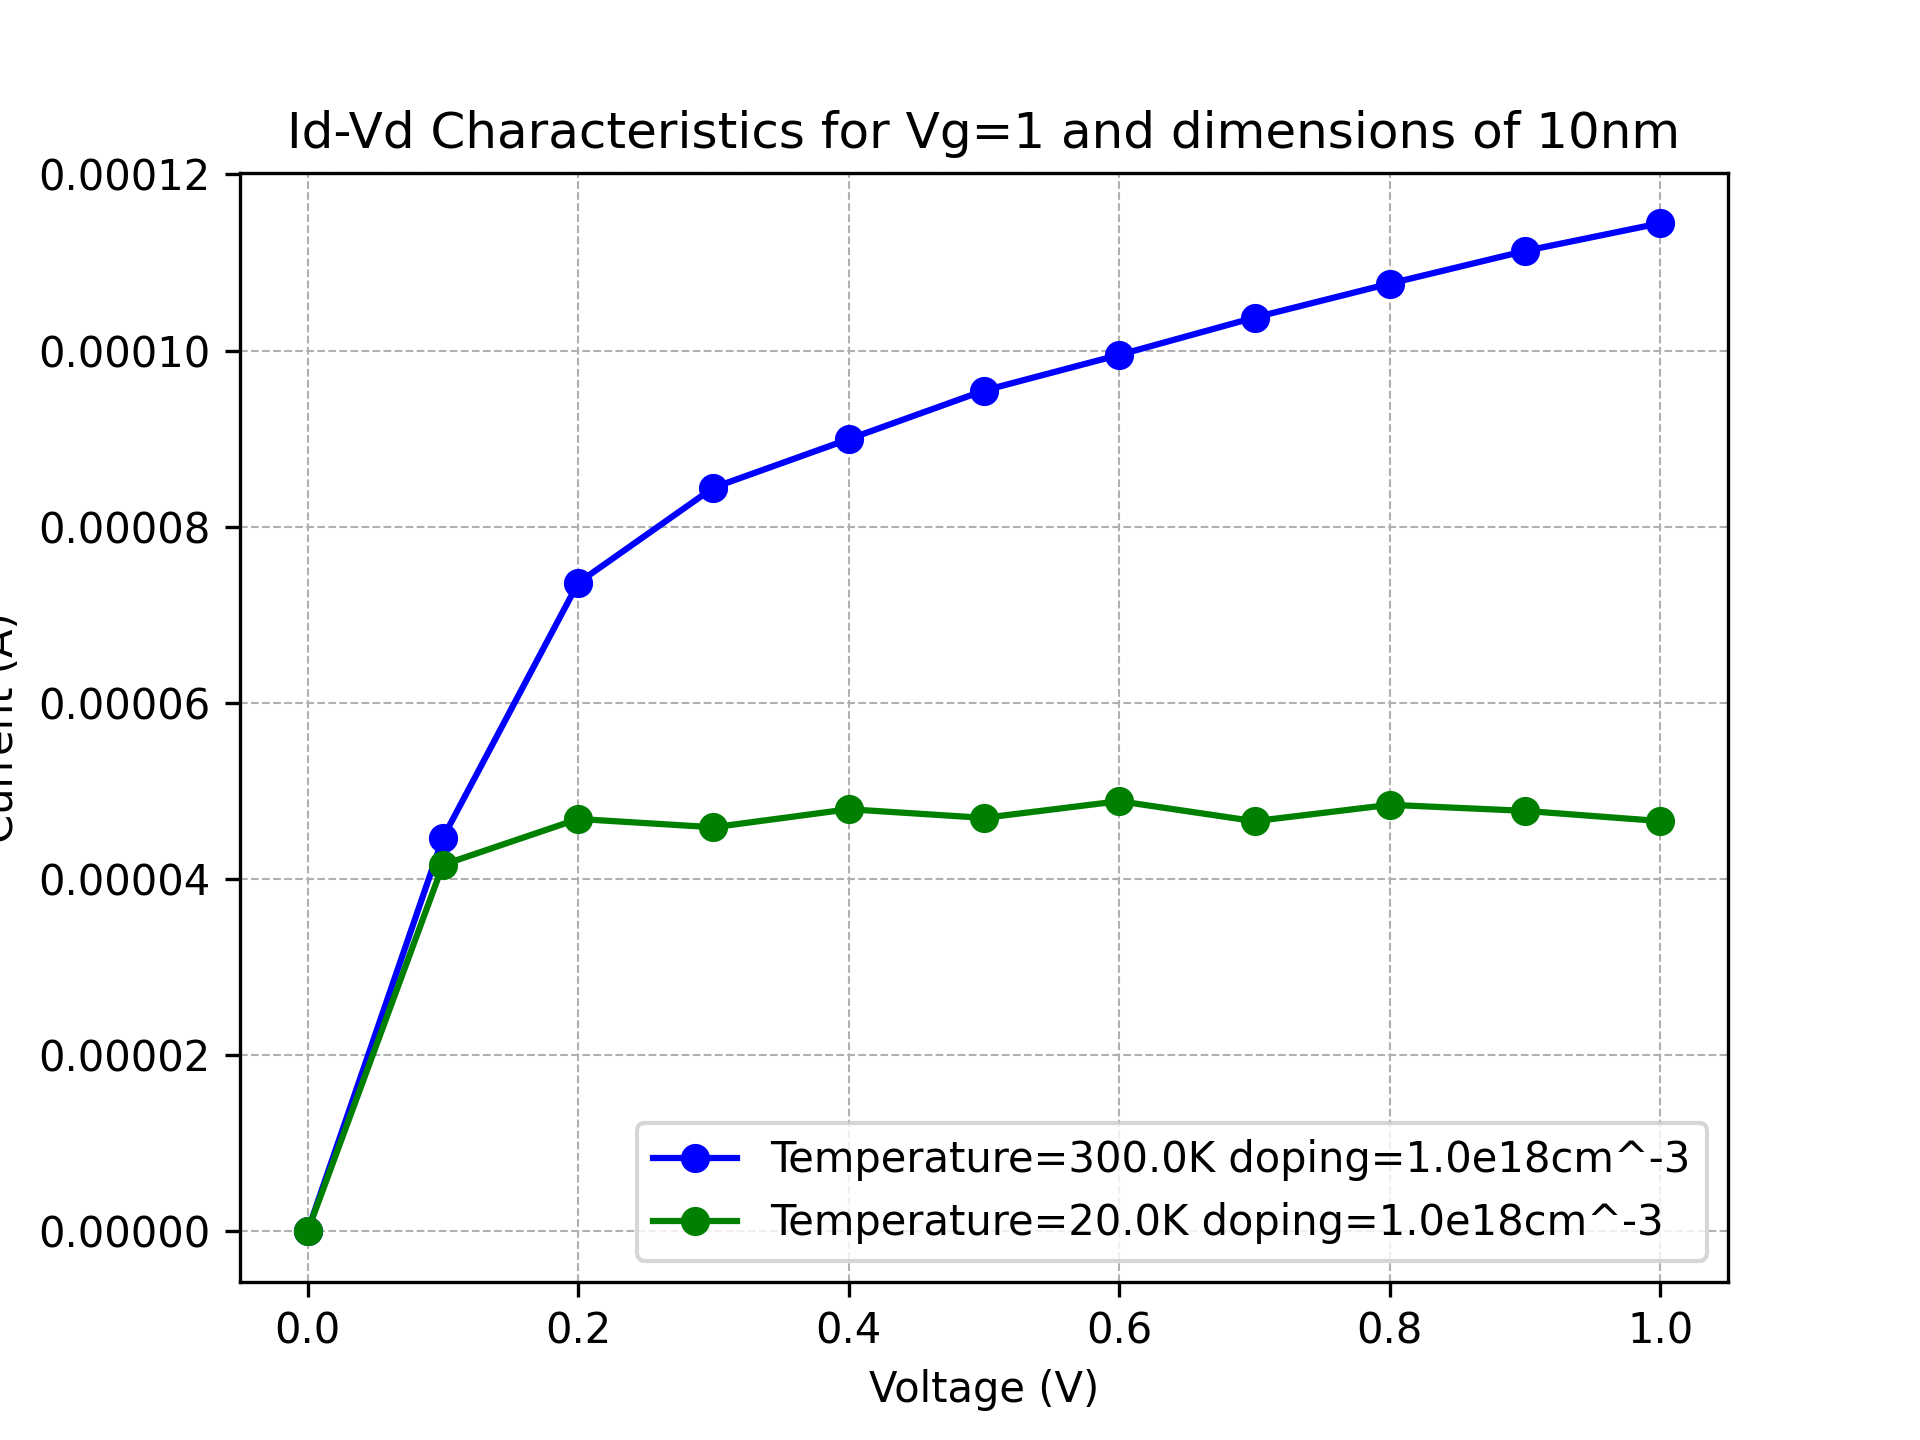 Id-Vd Characteristics for Vg=1 and dimensions of 10nm
0.00012
0.00010
0.00008
0.00006
0.00004
0.00002
0.00000
Current (A)
0.0 0.2 0.4 0.6 0.8 1.0
Voltage (V)
Temperature=300.0K doping=1.0e18cm^-3
Temperature=20.0K doping=1.0e18cm^-3